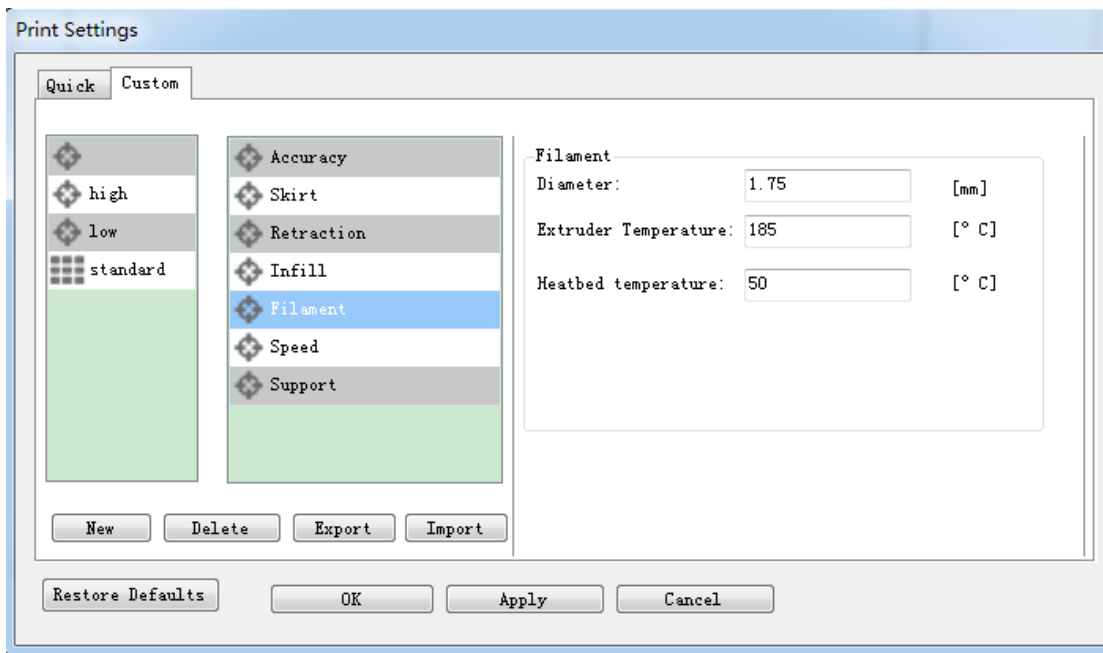 Print Settings
Quick
Custom
high
low
standard
Accuracy
Skirt
Retraction
Infill
Filament
Speed
Support
Filament
Diameter: 1.75 [mm]
Extruder Temperature: 185 [° C]
Heatbed temperature: 50 [° C]
New Delete Export Import
Restore Defaults OK Apply Cancel